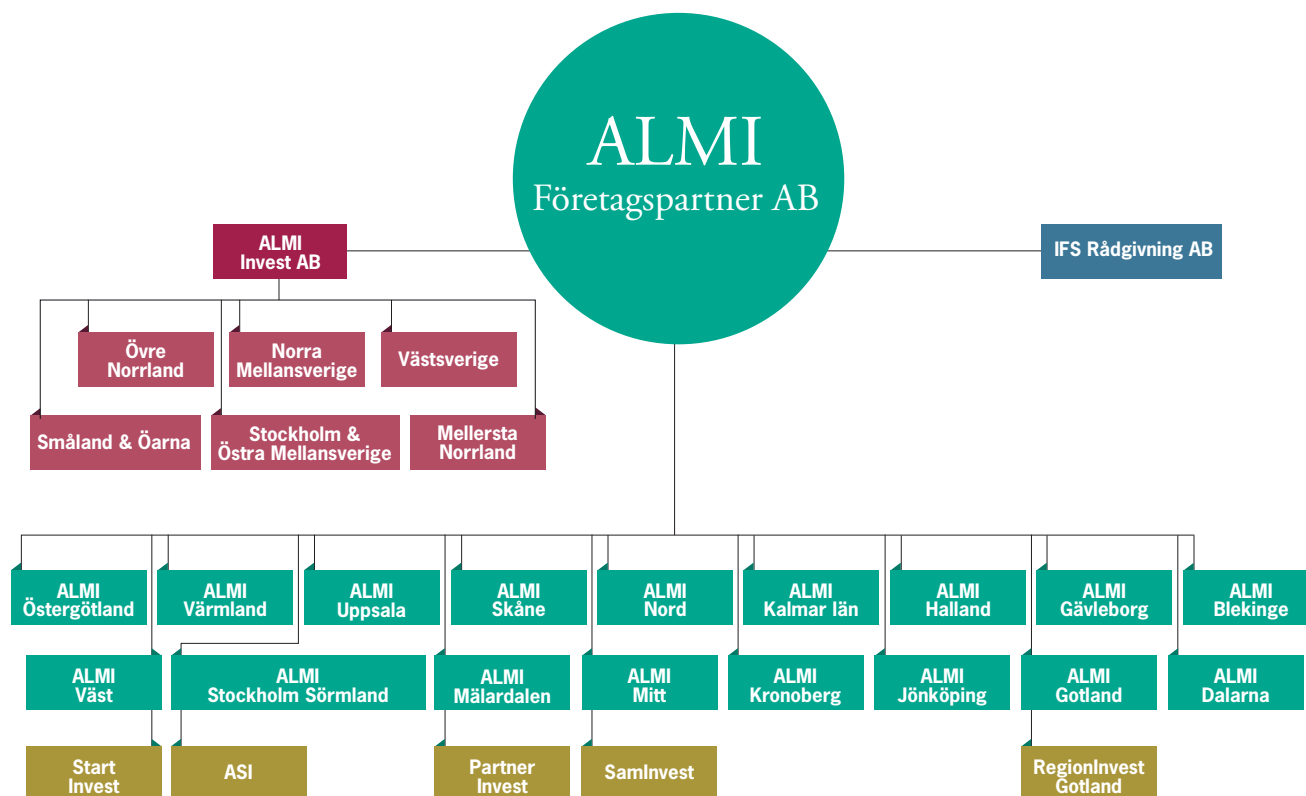 ALMI
Företagspartner AB
ALMI
Invest AB
IFS Rådgivning AB
Övre
Norrland
Norra
Mellansverige
Västsverige
Småland & Öarna
Stockholm &
Östra Mellansverige
Mellersta
Norrland
ALMI
Östergötland
ALMI
Värmland
ALMI
Uppsala
ALMI
Skåne
ALMI
Nord
ALMI
Kalmar län
ALMI
Halland
ALMI
Gävleborg
ALMI
Blekinge
ALMI
Väst
ALMI
Stockholm Sörmland
ALMI
Mälardalen
ALMI
Mitt
ALMI
Kronoberg
ALMI
Jönköping
ALMI
Gotland
ALMI
Dalarna
Start
Invest
ASI
Partner
Invest
SamInvest
RegionInvest
Gotland